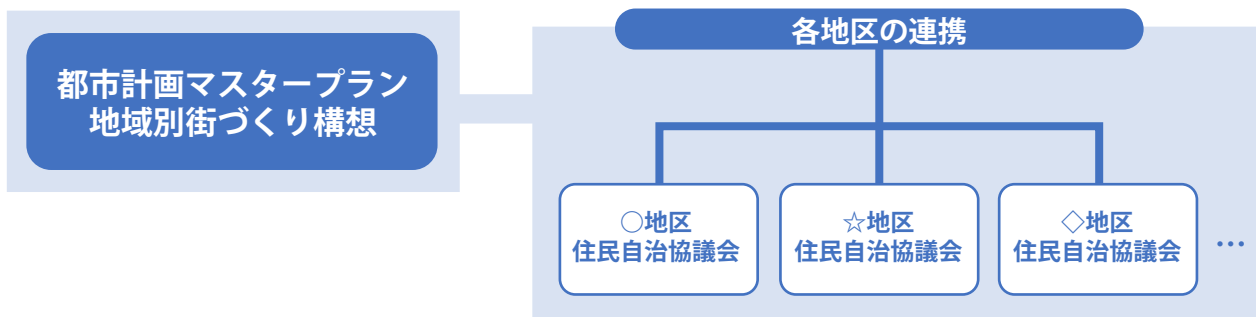 都市計画マスタープラン
地域別街づくり構想
各地区の連携
○地区
住民自治協議会
☆地区
住民自治協議会
◇地区
住民自治協議会
…